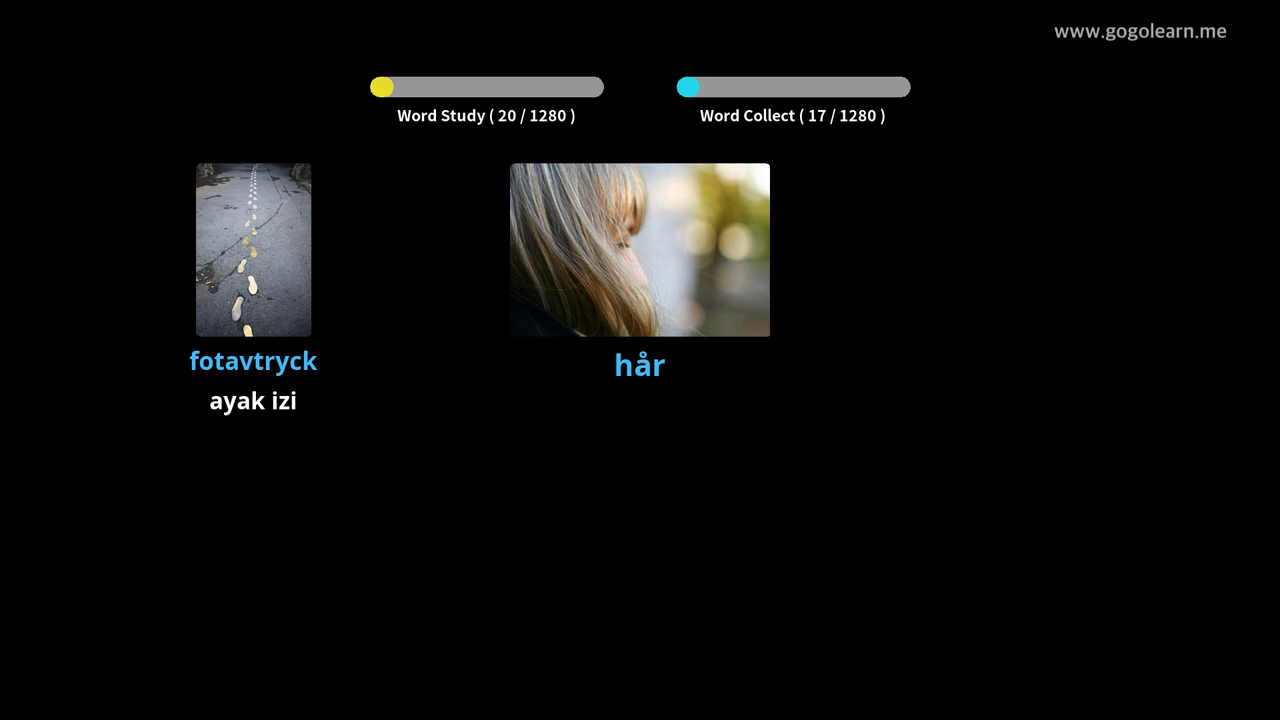 www.gogolearn.me
Word Study ( 20 / 1280 )
Word Collect ( 17 / 1280 )
fotavtryck
ayak izi
hår